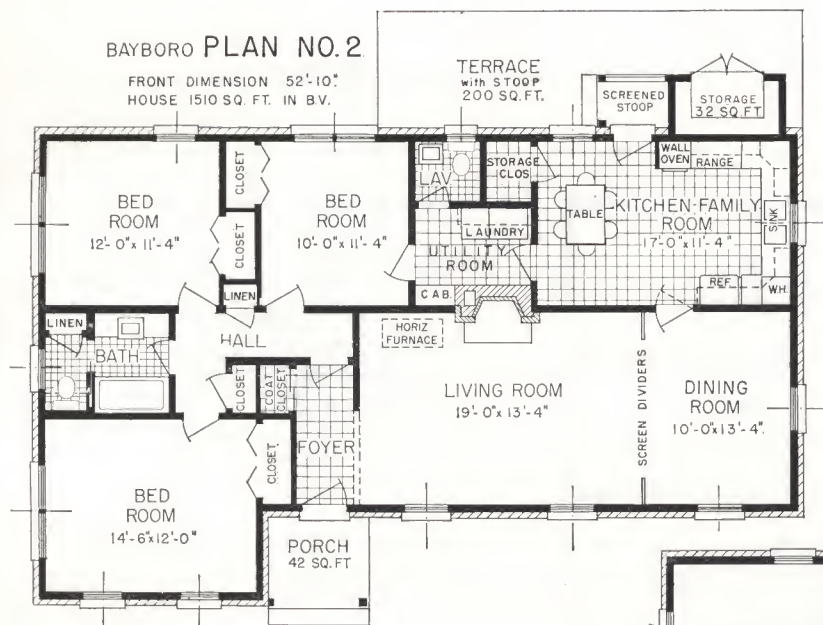 BAYBORO PLAN NO. 2
FRONT DIMENSION 52'-10"
HOUSE 1510 SQ. FT. IN B.V.
TERRACE
with STOOP
200 SQ. FT.
SCREENED
STOOP
STORAGE
32 SQ. FT.
BED
ROOM
12'-0" x 11'-4"
CLOSET
CLOSET
BED
ROOM
10'-0" x 11'-4"
LAV
STORAGE
CLOS
WALL
OVEN
RANGE
TABLE
KITCHEN-FAMILY
ROOM
17'-0" x 11'-4"
SINK
LAUNDRY
UTILITY
ROOM
CAB.
REF
W.H.
LINEN
LINEN
BATH
HALL
HORIZ
FURNACE
CLOSET
COAT
CLOSET
LIVING ROOM
19'-0" x 13'-4"
SCREEN DIVIDERS
DINING
ROOM
10'-0" x 13'-4"
FOYER
CLOSET
BED
ROOM
14'-6" x 12'-0"
PORCH
42 SQ. FT